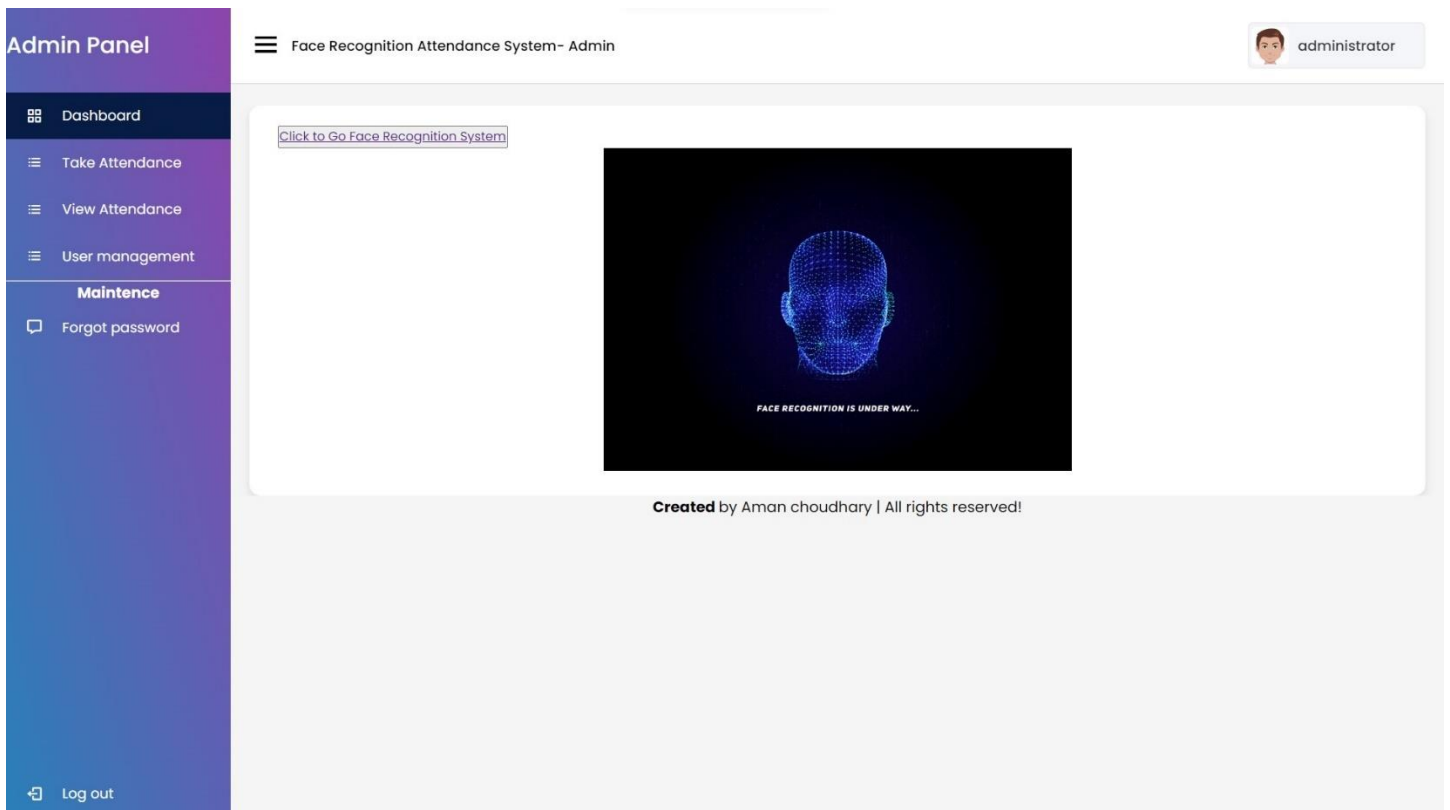 Admin Panel
Face Recognition Attendance System- Admin
administrator
Dashboard
Take Attendance
View Attendance
User management
Maintence
Forgot password
Log out
Click to Go Face Recognition System
FACE RECOGNITION IS UNDER WAY...
Created by Aman choudhary | All rights reserved!